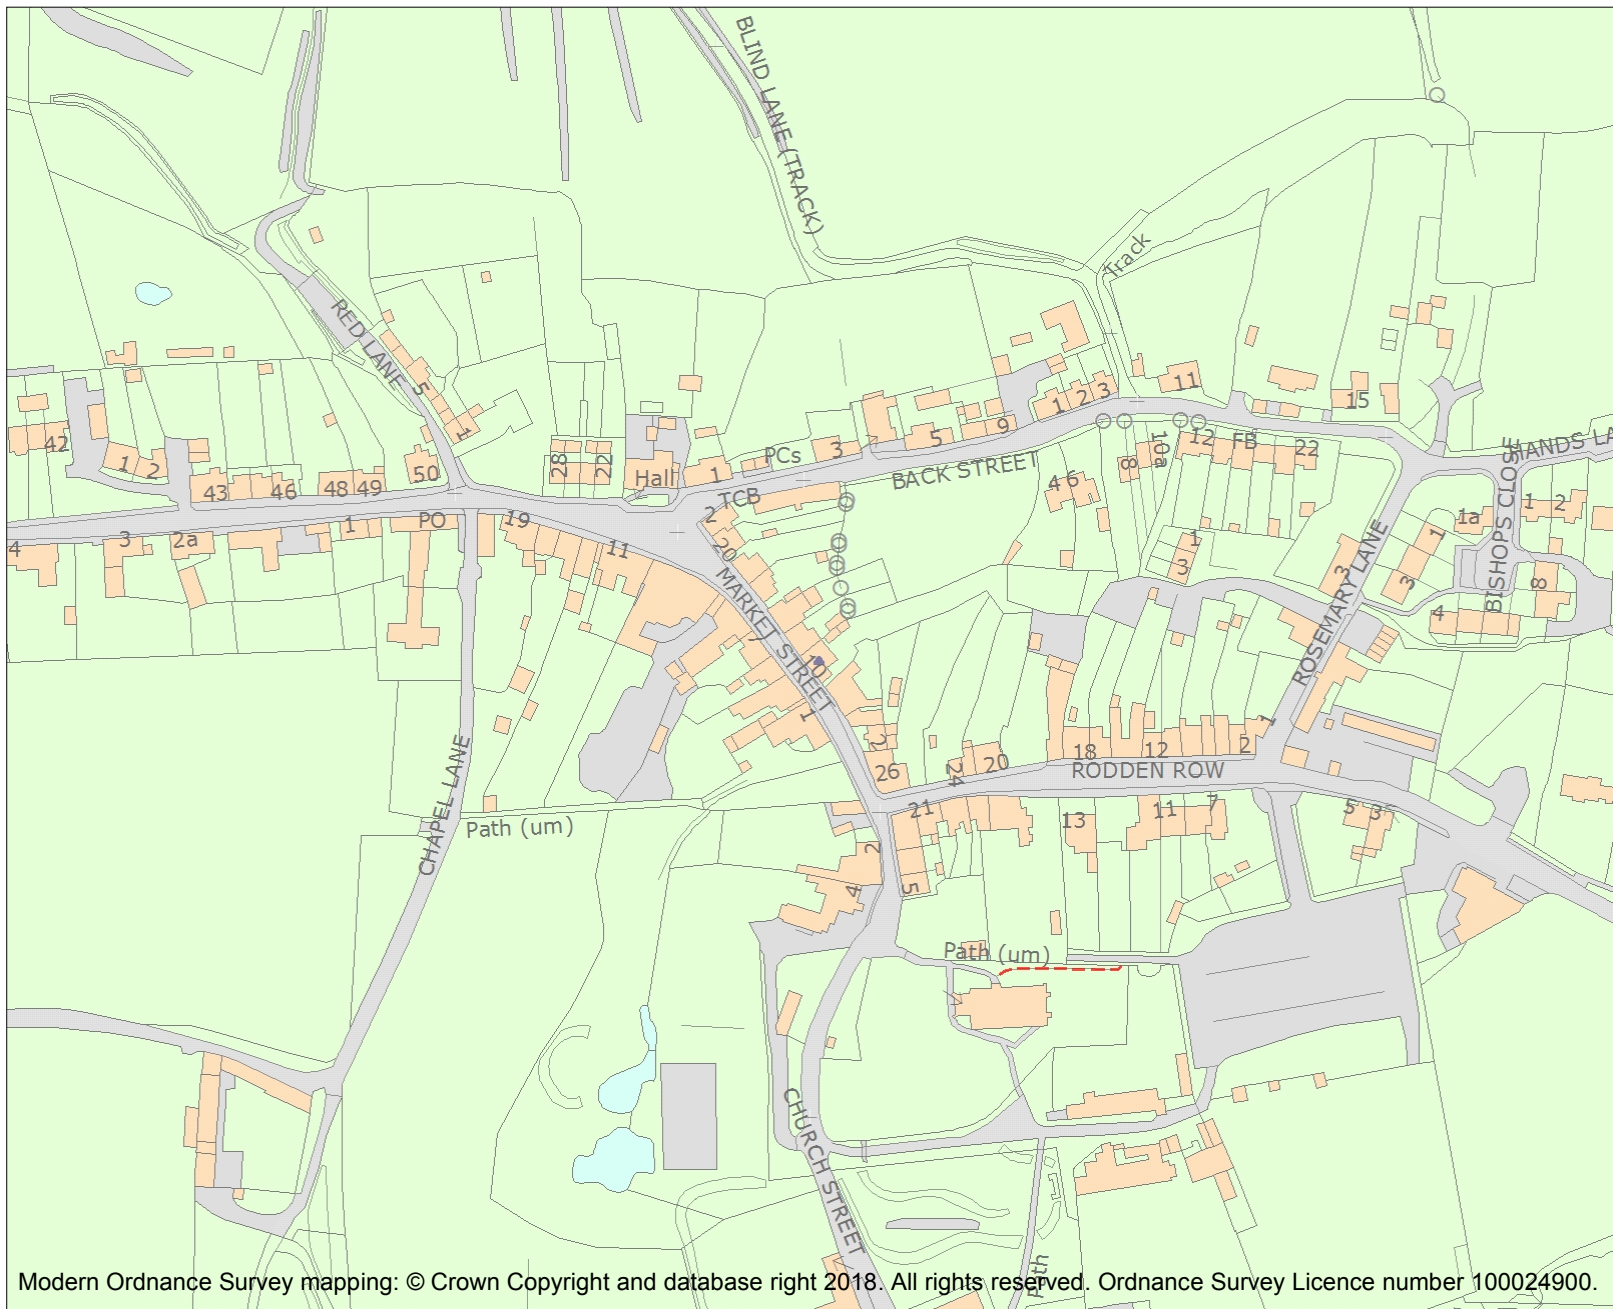 BLIND LANE (TRACK)
Track
RED LANE
5
1
11
15
42
1
2
43
46
48
49
50
28
22
Hall
1
PCs
3
5
9
1
2
3
BACK STREET
TCB
2
20
4
6
8
10a
12
FB
22
HANDS LA
BISHOPS CLOSE
1
2
1a
1
3
8
4
3
ROSEMARY LANE
1
3
4
3
2a
1
PO
19
11
MARKET STREET
10
1
2
26
24
20
18
12
2
1
RODDEN ROW
21
13
11
7
5
3
CHAPEL LANE
Path (um)
2
4
5
Path (um)
CHURCH STREET
Path
Modern Ordnance Survey mapping: © Crown Copyright and database right 2018. All rights reserved. Ordnance Survey Licence number 100024900.